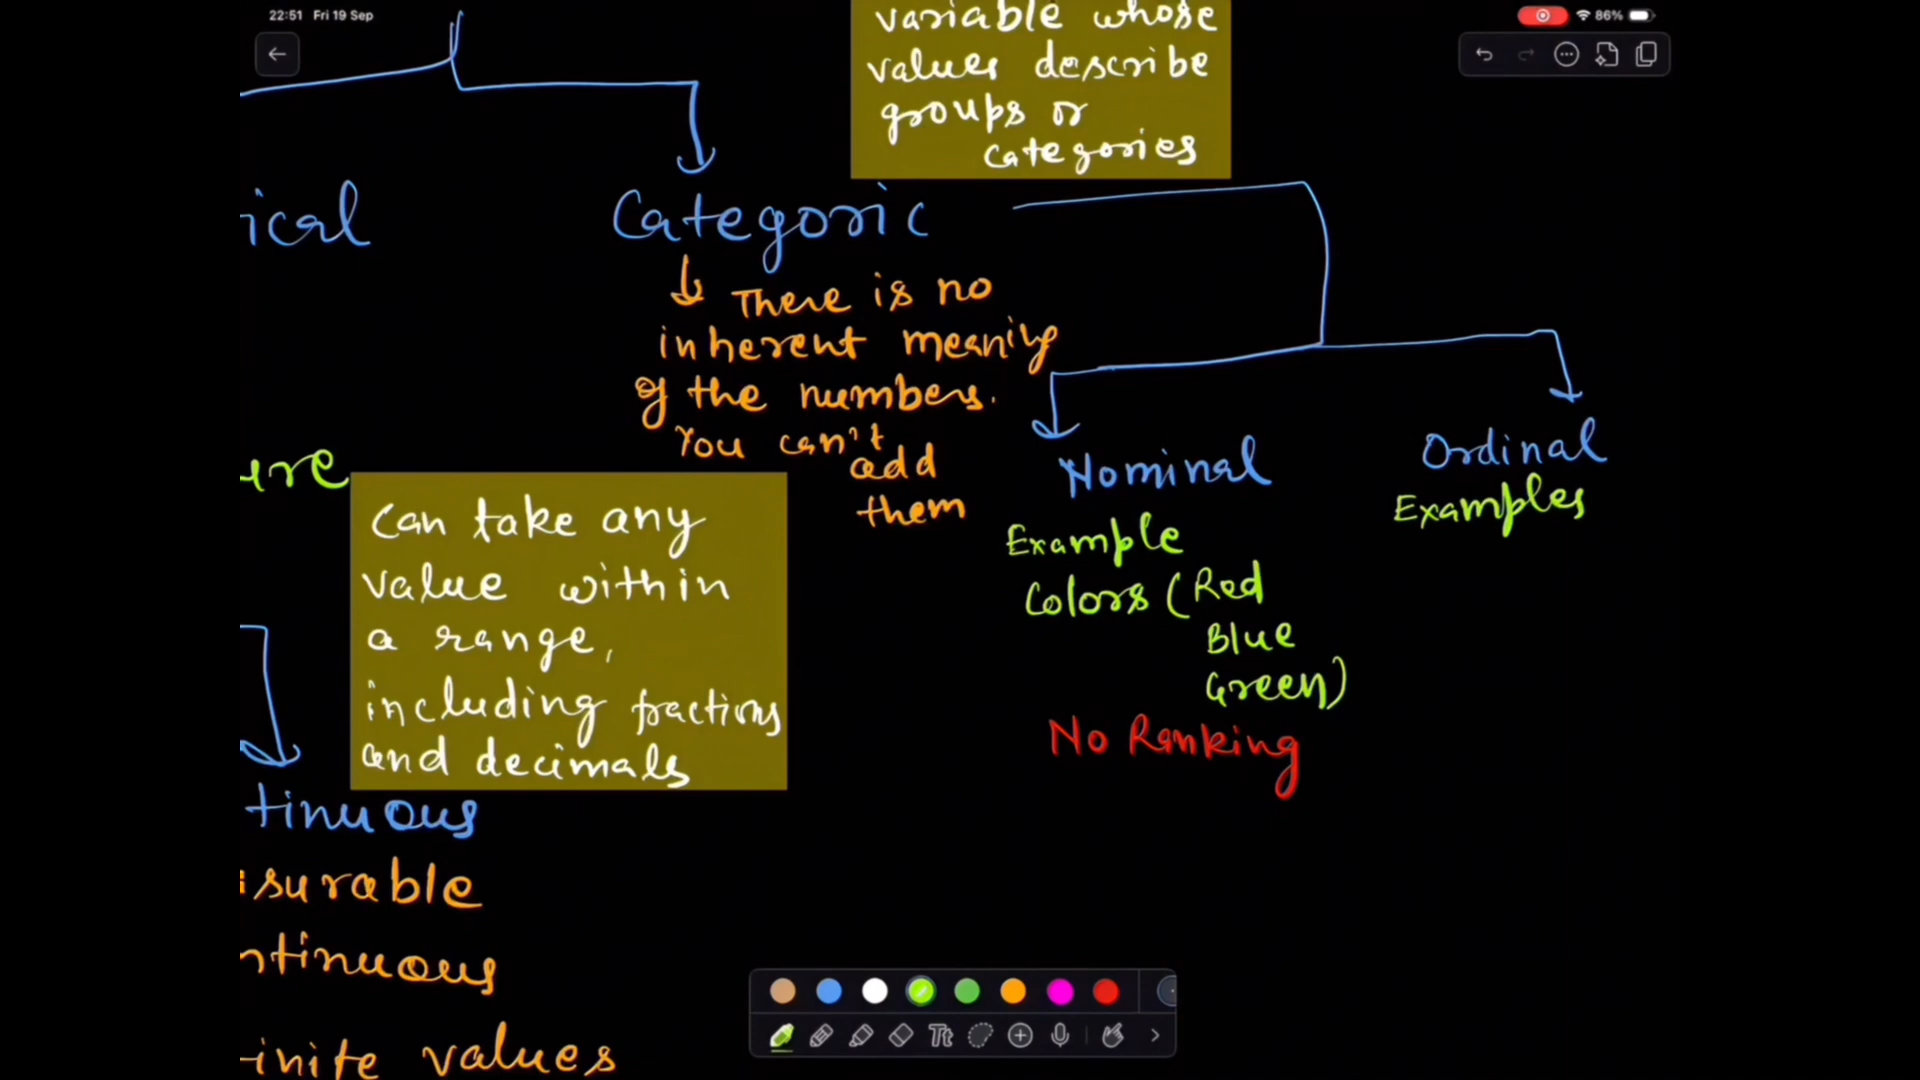 22:51 Fri 19 Sep
86%
variable whose
values describe
groups or
categories
ical
Categoric
There is no
inherent meaning
of the numbers.
You can't
add
them
Nominal
Example
Colors (Red
Blue
Green)
No Ranking
Ordinal
Examples
ure
Can take any
value within
a range,
including fractions
and decimals
tinuous
surable
ntinuous
inite values
Tt